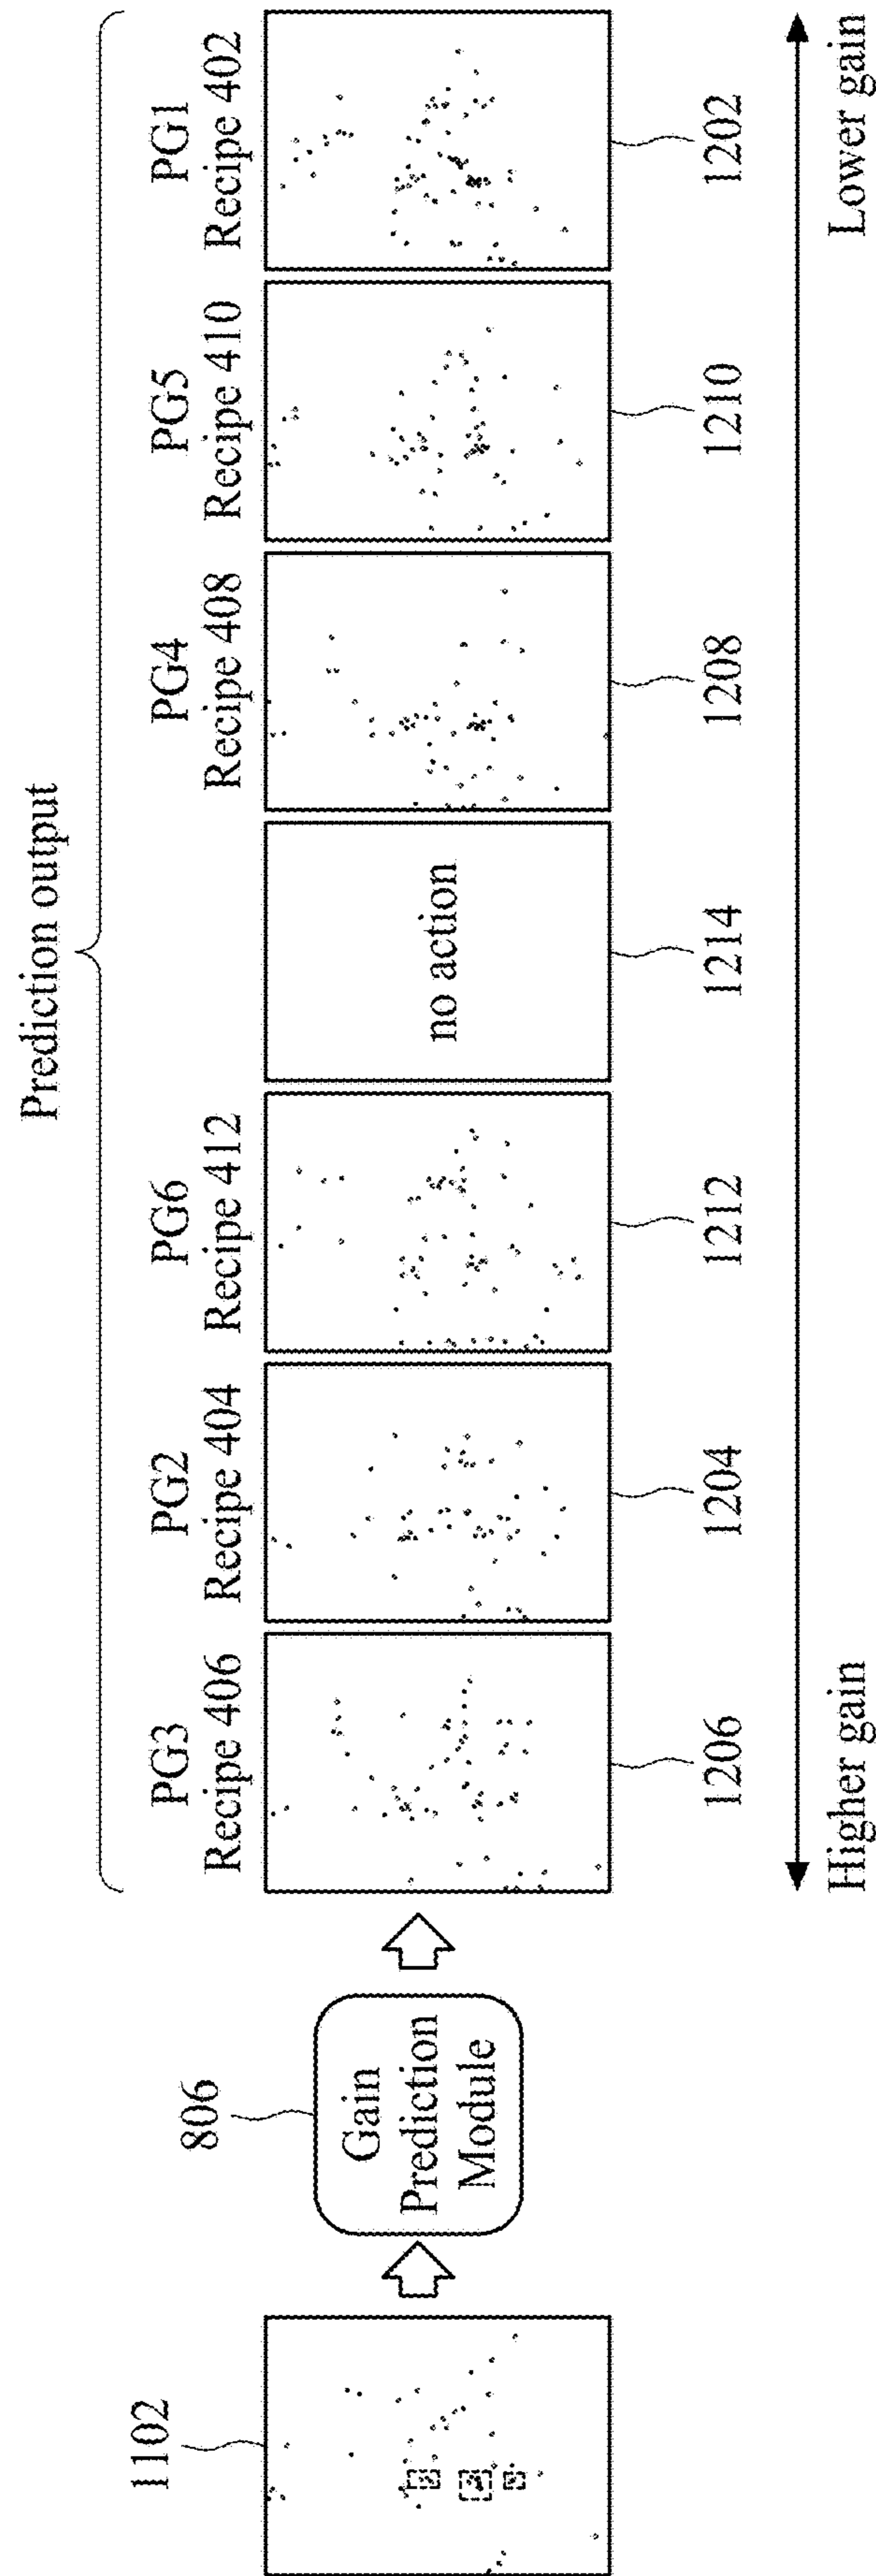 Prediction output
1102
806
Gain
Prediction
Module
PG3
Recipe 406
PG2
Recipe 404
PG6
Recipe 412
no action
PG4
Recipe 408
PG5
Recipe 410
PG1
Recipe 402
1206
1204
1212
1214
1208
1210
1202
Higher gain
Lower gain